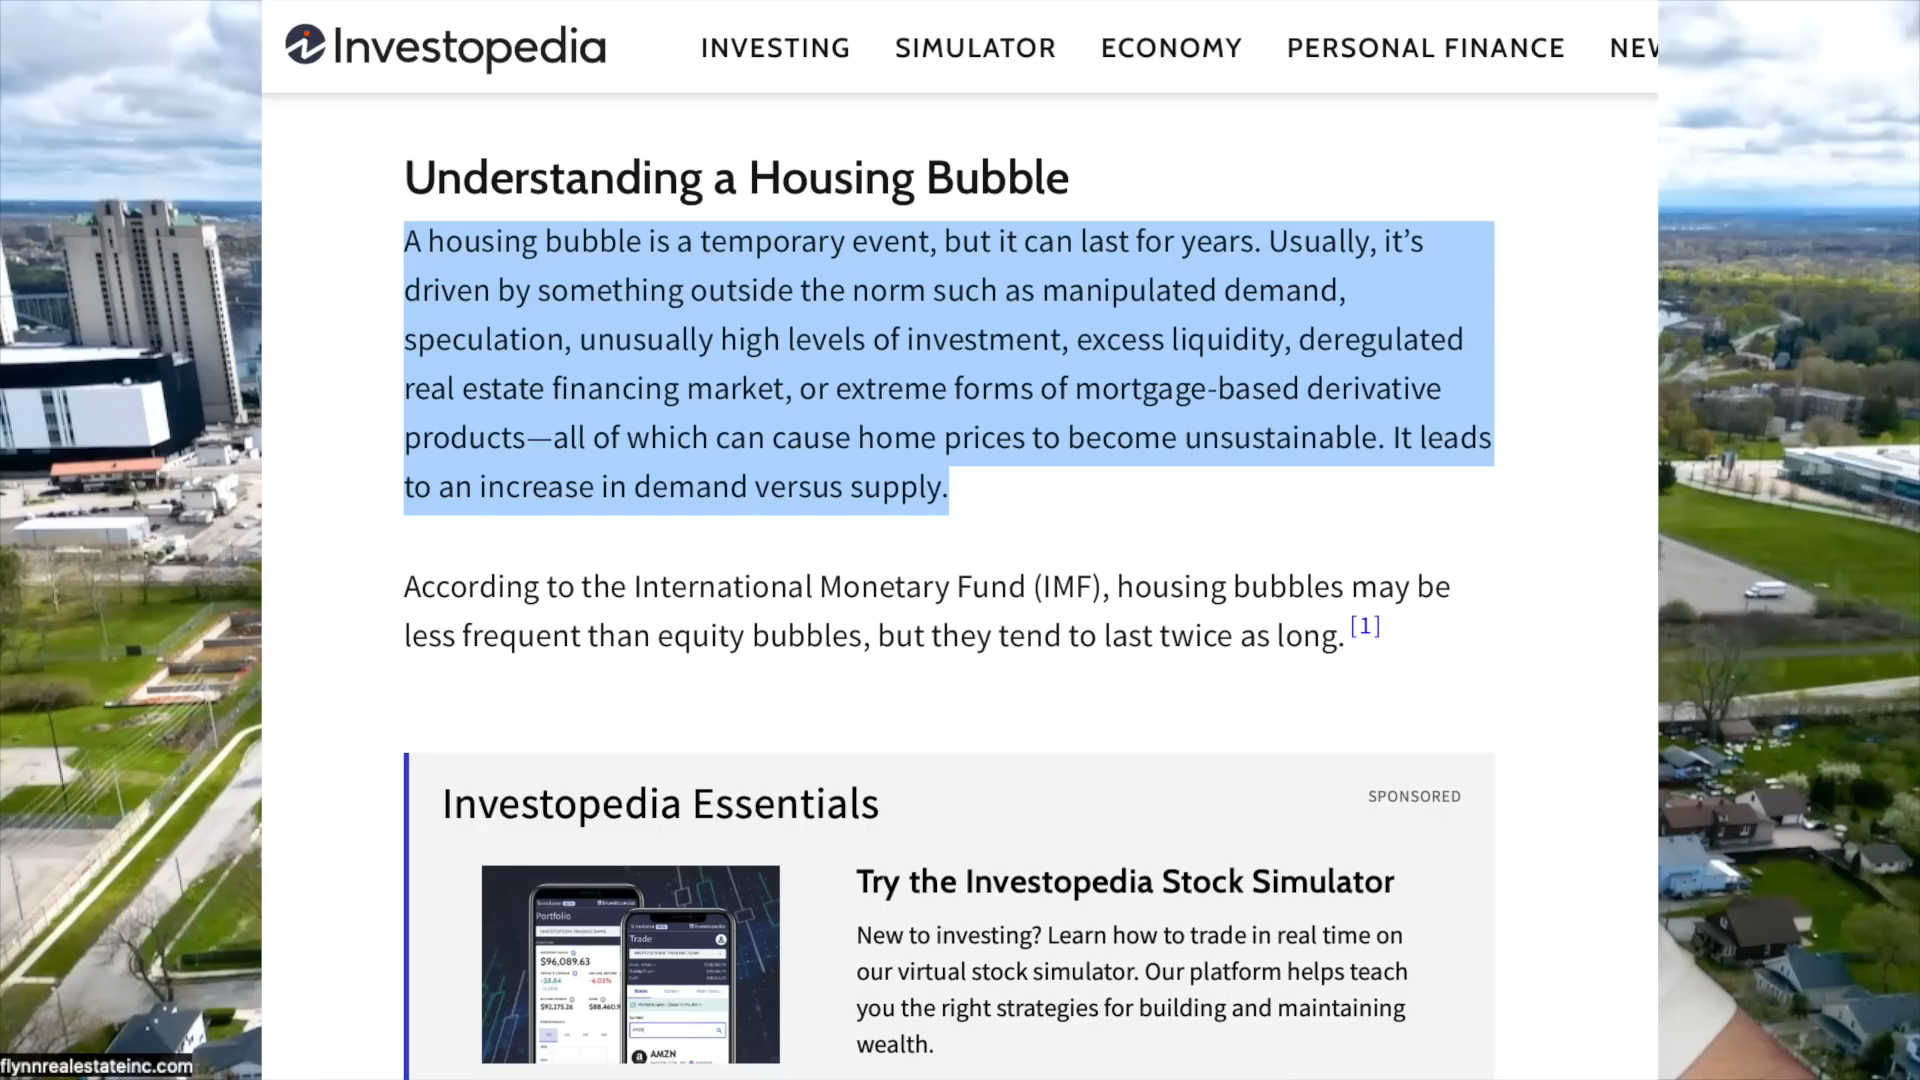 Investopedia
INVESTING SIMULATOR ECONOMY PERSONAL FINANCE NEW
Understanding a Housing Bubble
A housing bubble is a temporary event, but it can last for years. Usually, it’s
driven by something outside the norm such as manipulated demand,
speculation, unusually high levels of investment, excess liquidity, deregulated
real estate financing market, or extreme forms of mortgage-based derivative
products—all of which can cause home prices to become unsustainable. It leads
to an increase in demand versus supply.
According to the International Monetary Fund (IMF), housing bubbles may be
less frequent than equity bubbles, but they tend to last twice as long. [1]
Investopedia Essentials
SPONSORED
Try the Investopedia Stock Simulator
New to investing? Learn how to trade in real time on
our virtual stock simulator. Our platform helps teach
you the right strategies for building and maintaining
wealth.
Portfolio
$96,089.63
-$8.84
-6.03%
$92,275.26
Trade
AMZN
flynnrealestateinc.com